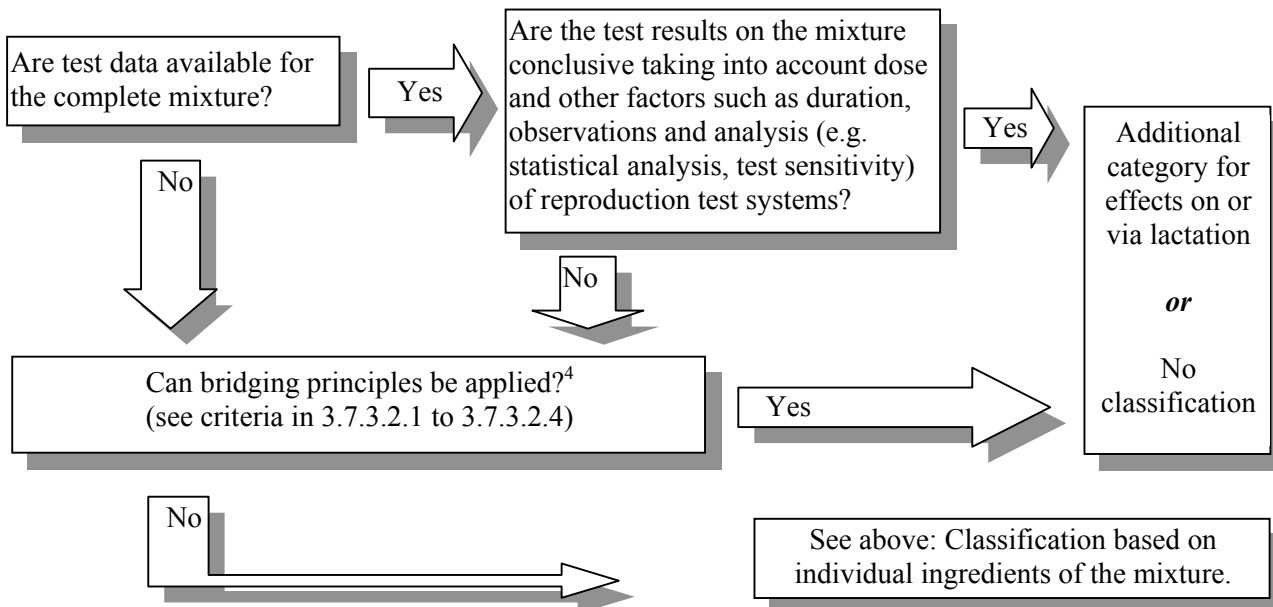 Are test data available for
the complete mixture?
Yes
Are the test results on the mixture
conclusive taking into account dose
and other factors such as duration,
observations and analysis (e.g.
statistical analysis, test sensitivity)
of reproduction test systems?
Yes
Additional
category for
effects on or
via lactation
or
No
classification
No
No
Can bridging principles be applied?⁴
(see criteria in 3.7.3.2.1 to 3.7.3.2.4)
Yes
No
See above: Classification based on
individual ingredients of the mixture.